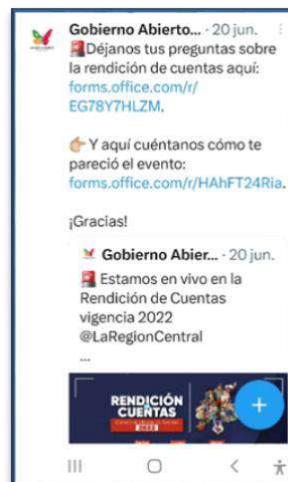 Gobierno Abierto... · 20 jun.
🚨Déjanos tus preguntas sobre
la rendición de cuentas aquí:
forms.office.com/r/
EG78Y7HLZM.
👉🏼 Y aquí cuéntanos cómo te
pareció el evento:
forms.office.com/r/HAhFT24Ria.
¡Gracias!
Gobierno Abier... · 20 jun.
🚨 Estamos en vivo en la
Rendición de Cuentas
vigencia 2022
@LaRegionCentral
...
RENDICIÓN
CUENTAS
2022